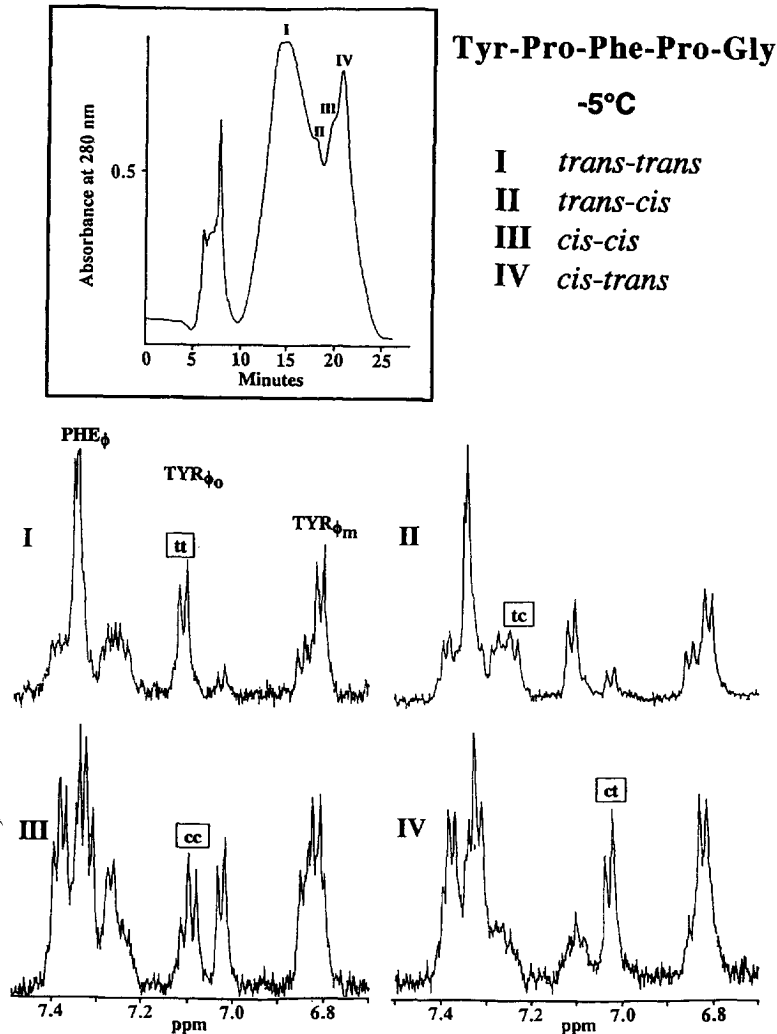 Tyr-Pro-Phe-Pro-Gly
-5°C
I trans-trans
II trans-cis
III cis-cis
IV cis-trans
Absorbance at 280 nm
0.5
I
II
III
IV
0 5 10 15 20 25
Minutes
I
PHEϕ
TYRϕo
TYRϕm
tt
II
tc
III
cc
7.4 7.2 7.0 6.8
ppm
IV
ct
7.4 7.2 7.0 6.8
ppm